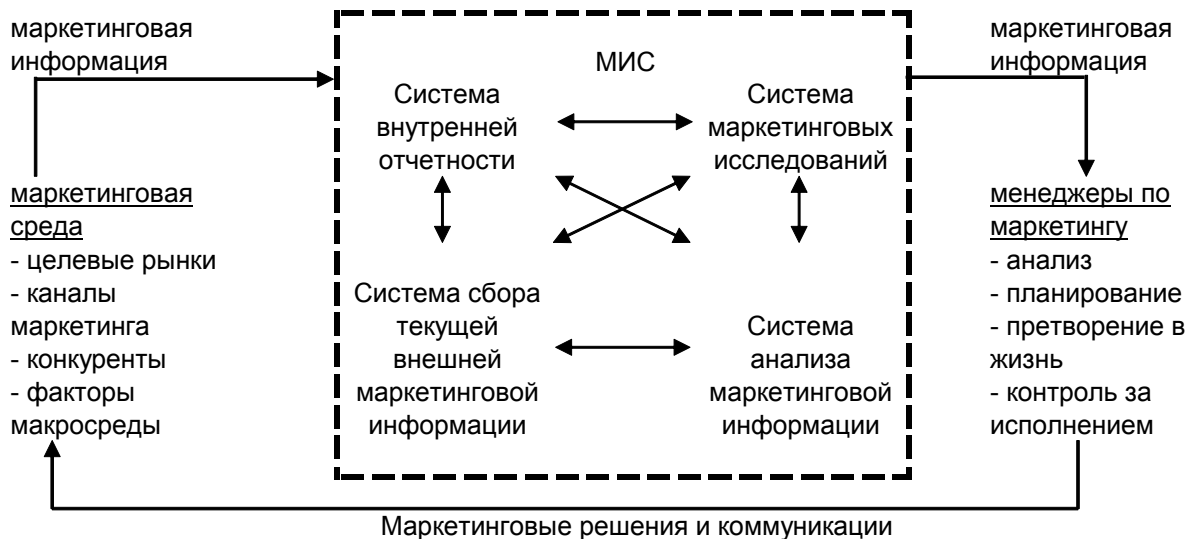 маркетинговая
информация
маркетинговая
среда
- целевые рынки
- каналы
маркетинга
- конкуренты
- факторы
макросреды
МИС
Система
внутренней
отчетности
Система
маркетинговых
исследований
Система сбора
текущей
внешней
маркетинговой
информации
Система
анализа
маркетинговой
информации
маркетинговая
информация
менеджеры по
маркетингу
- анализ
- планирование
- претворение в
жизнь
- контроль за
исполнением
Маркетинговые решения и коммуникации